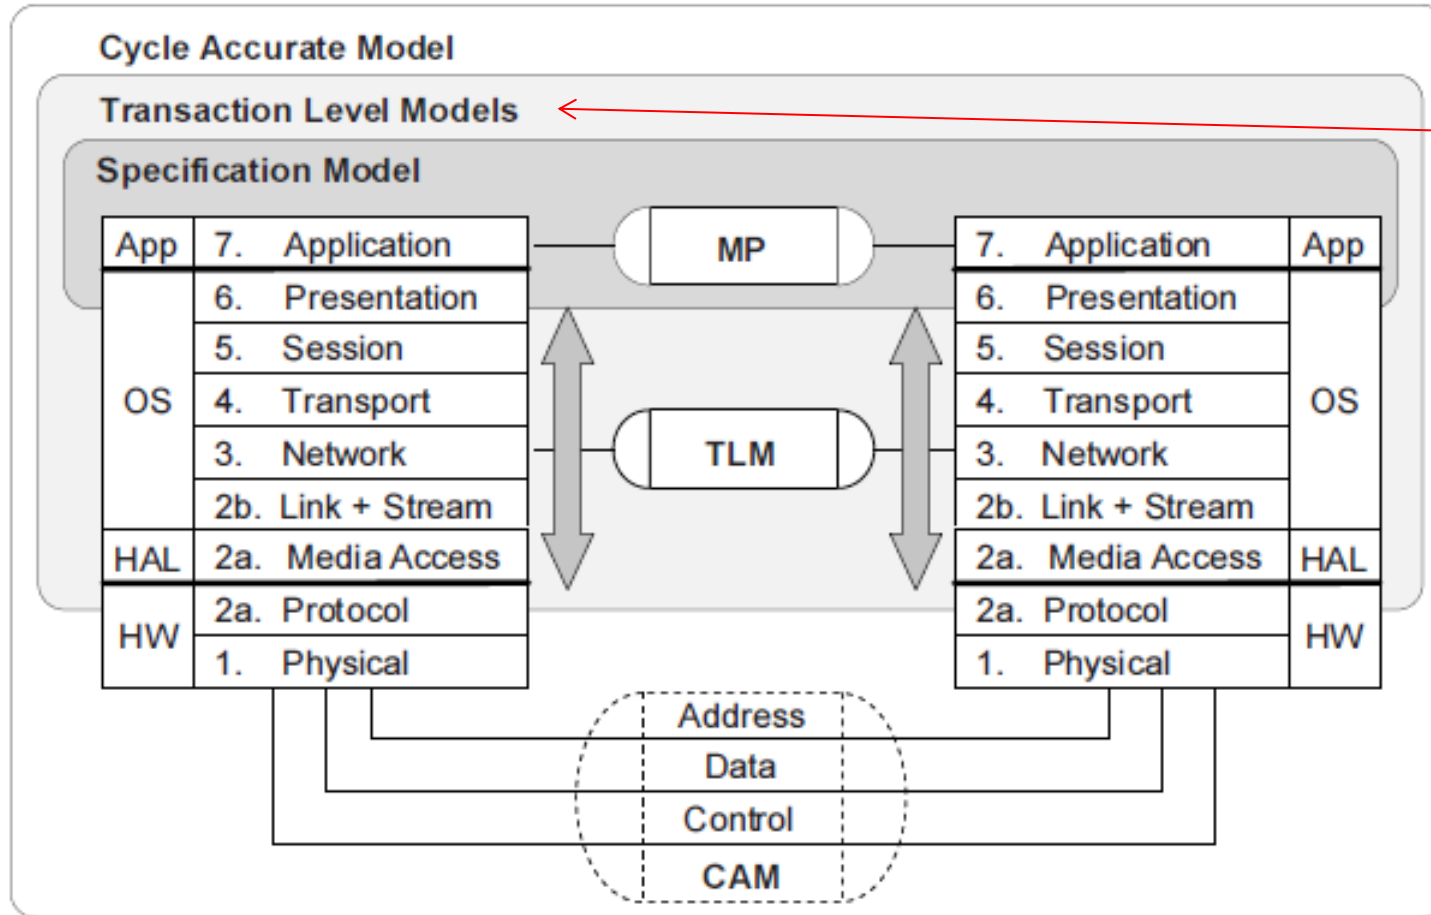 Cycle Accurate Model
Transaction Level Models
Specification Model
App 7. Application MP 7. Application App
6. Presentation 6. Presentation
5. Session 5. Session
OS 4. Transport 4. Transport OS
3. Network TLM 3. Network
2b. Link + Stream 2b. Link + Stream
HAL 2a. Media Access 2a. Media Access HAL
2a. Protocol 2a. Protocol
HW HW
1. Physical 1. Physical
Address
Data
Control
CAM